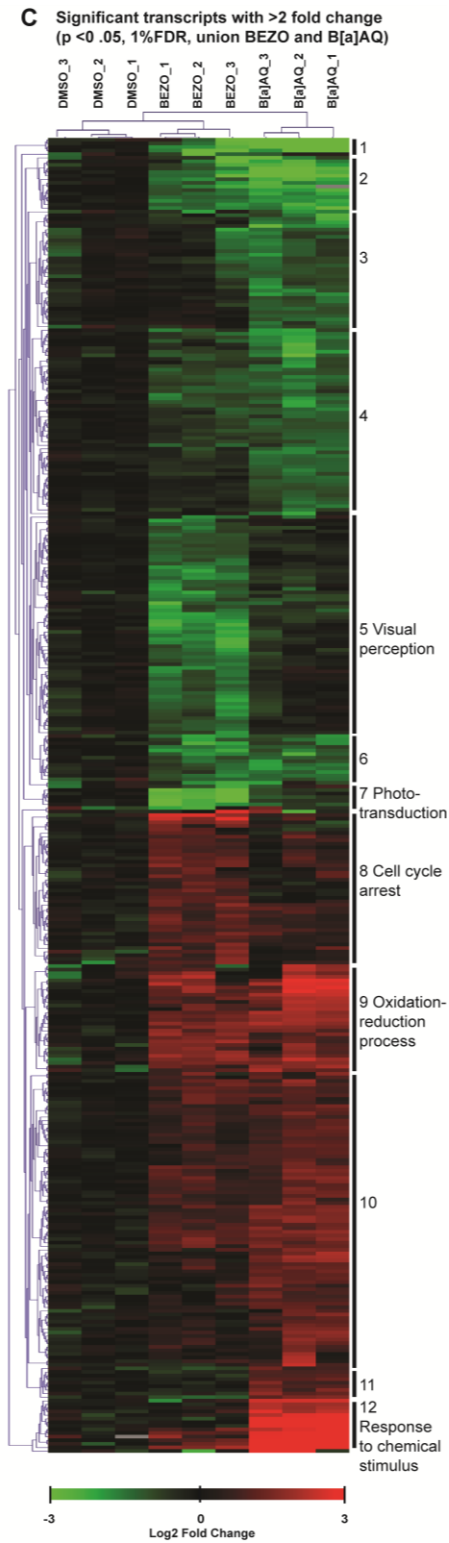 C Significant transcripts with >2 fold change
(p <0 .05, 1%FDR, union BEZO and B[a]AQ)
DMSO_3
DMSO_2
DMSO_1
BEZO_1
BEZO_2
BEZO_3
B[a]AQ_3
B[a]AQ_2
B[a]AQ_1
1
2
3
4
5 Visual
perception
6
7 Photo-
transduction
8 Cell cycle
arrest
9 Oxidation-
reduction
process
10
11
12
Response
to chemical
stimulus
-3
0
3
Log2 Fold Change